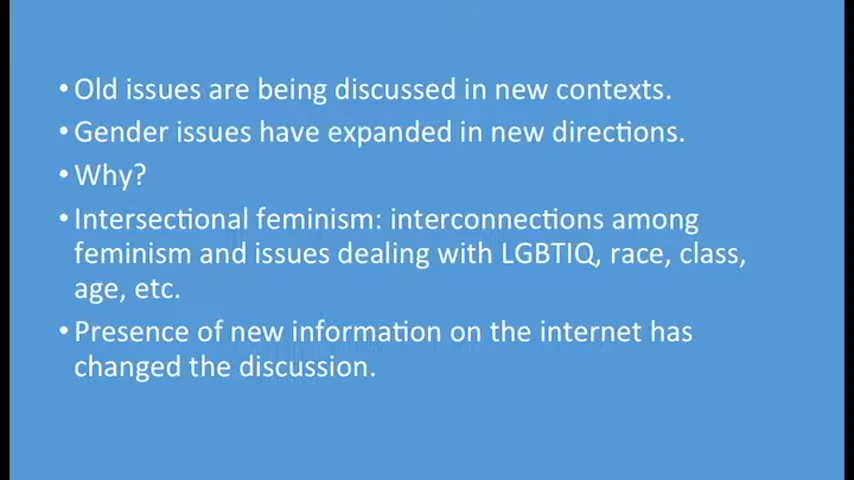 • Old issues are being discussed in new contexts.
• Gender issues have expanded in new directions.
• Why?
• Intersectional feminism: interconnections among
feminism and issues dealing with LGBTIQ, race, class,
age, etc.
• Presence of new information on the internet has
changed the discussion.